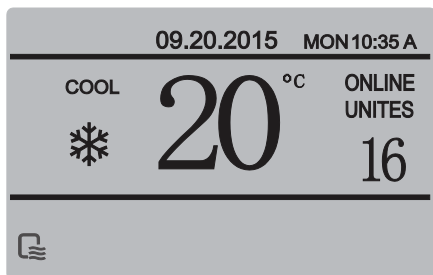 09.20.2015 MON 10:35 A
COOL
20 °C
ONLINE
UNITES
16